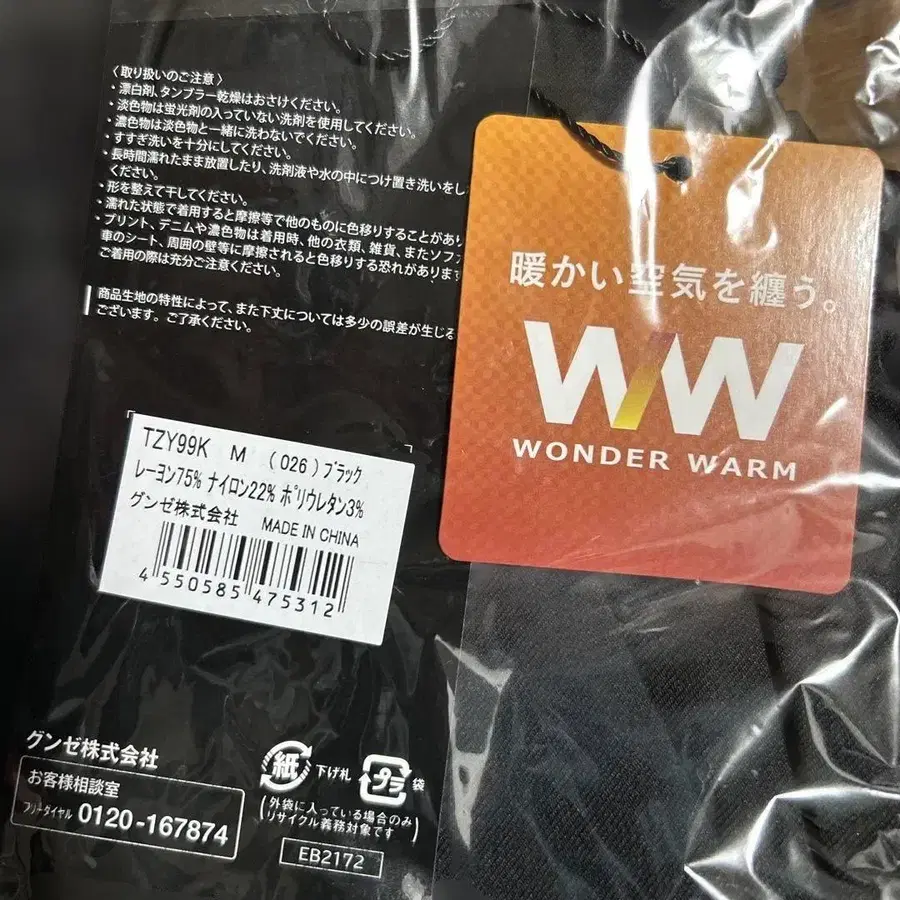 〈取り扱いのご注意〉
・漂白剤、タンブラー乾燥はおさけください。
・淡色物は蛍光剤の入っていない洗剤を使用してください。
・濃色物は淡色物と一緒に洗わないでください。
・すすぎ洗いを十分にしてください。
・長時間濡れたまま放置したり、洗剤液や水の中につけ置き洗いをし
ください。
・形を整えて干してください。
・濡れた状態で着用すると摩擦等で他のものに色移りすることがあり
・プリント、デニムや濃色物は着用時、他の衣類、雑貨、またソファ
車のシート、周囲の壁等に摩擦されると色移りする恐れがあります
ご着用の際は充分ご注意ください。
商品生地の特性によって、また下丈については多少の誤差が生じる
ございます。ご了承ください。
暖かい空気を纏う。
WW
WONDER WARM
TZY99K M (026)ブラック
レーヨン75% ナイロン22% ポリウレタン3%
グンゼ株式会社 MADE IN CHINA
4 550585 475312
グンゼ株式会社
お客様相談室
フリーダイヤル 0120-167874
紙 下げ札 プラ 袋
(外袋に入っている場合のみ
リサイクル義務対象です)
EB2172